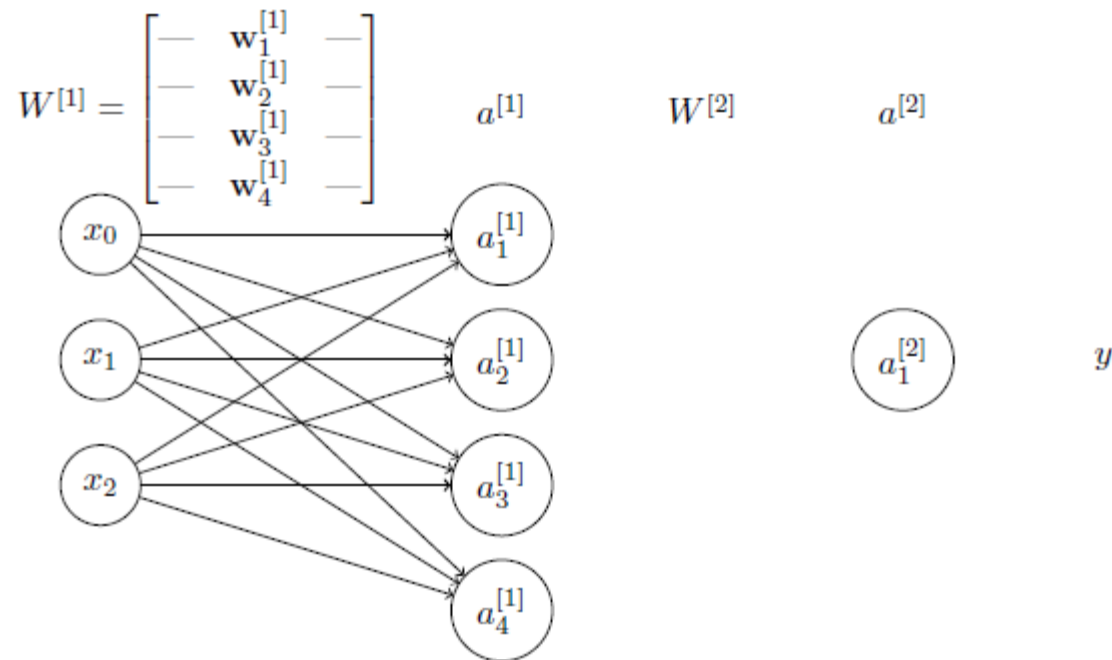 W^{[1]} = [— w_1^{[1]} —
— w_2^{[1]} —
— w_3^{[1]} —
— w_4^{[1]} —] a^{[1]} W^{[2]} a^{[2]}
x_0 a_1^{[1]}
x_1 a_2^{[1]} a_1^{[2]} y
x_2 a_3^{[1]}
a_4^{[1]}